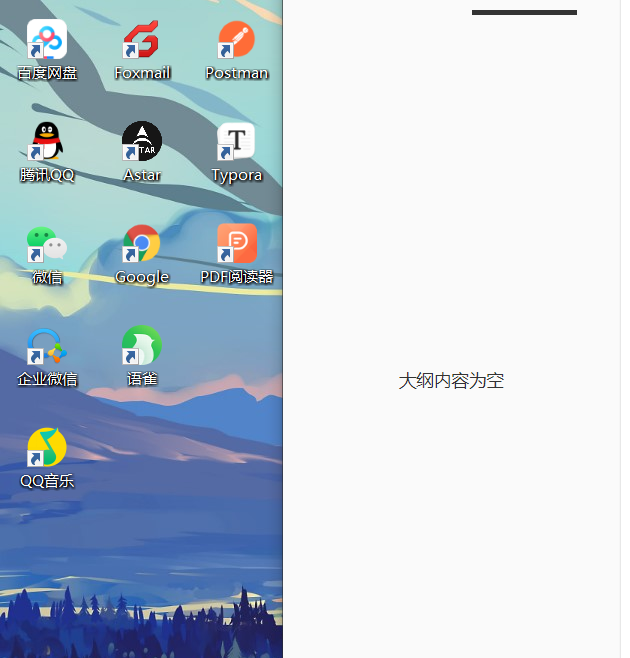 百度网盘
Foxmail
Postman
腾讯QQ
TAR
Astar
T
Typora
微信
Google
PDF阅读器
企业微信
语雀
QQ音乐
大纲内容为空